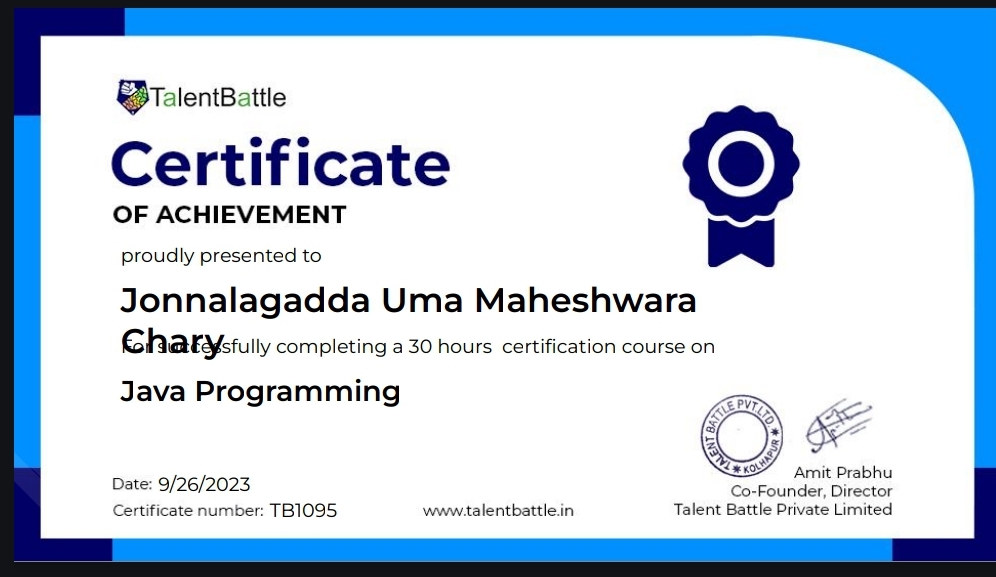 TalentBattle
Certificate
OF ACHIEVEMENT
proudly presented to
Jonnalagadda Uma Maheshwara
Chary
For successfully completing a 30 hours certification course on
Java Programming
TALENT BATTLE PVT.LTD
KOLHAPUR
Amit Prabhu
Co-Founder, Director
Talent Battle Private Limited
Date: 9/26/2023
Certificate number: TB1095
www.talentbattle.in